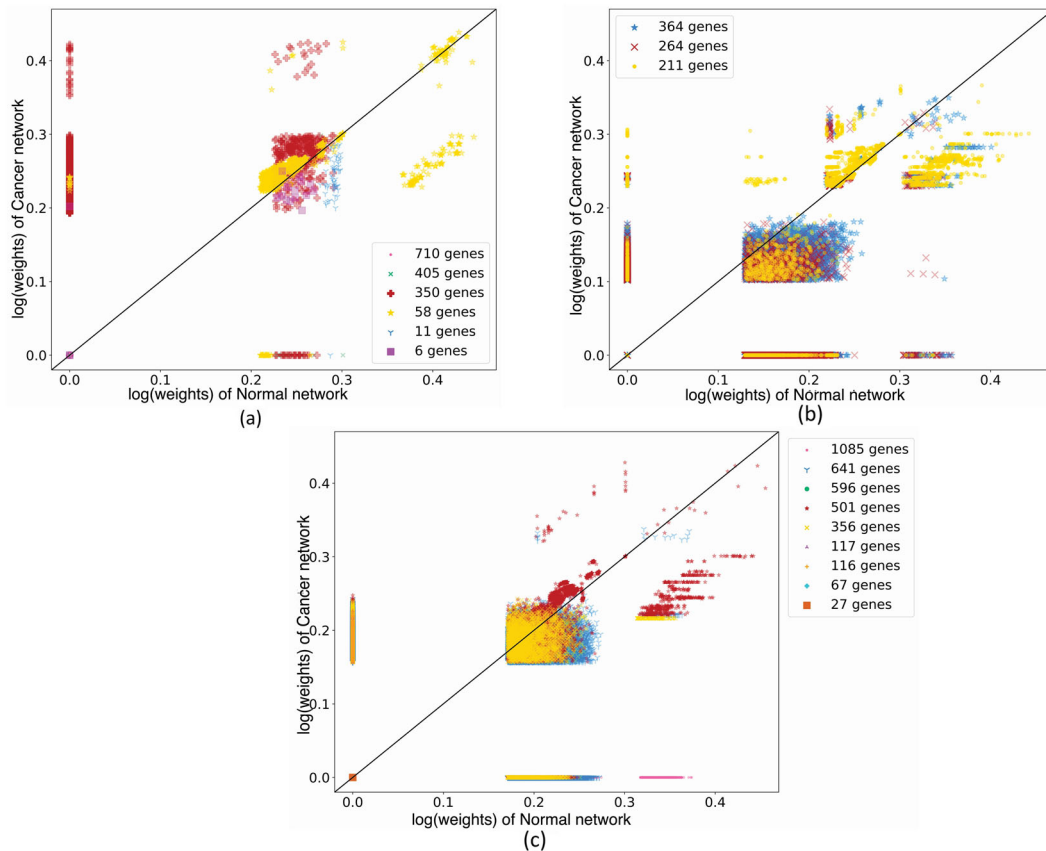 0.4
0.3
0.2
0.1
0.0
log(weights) of Cancer network
710 genes
405 genes
350 genes
58 genes
11 genes
6 genes
0.0 0.1 0.2 0.3 0.4
log(weights) of Normal network
(a)
364 genes
264 genes
211 genes
0.4
0.3
0.2
0.1
0.0
log(weights) of Cancer network
0.0 0.1 0.2 0.3 0.4
log(weights) of Normal network
(b)
0.4
0.3
0.2
0.1
0.0
log(weights) of Cancer network
1085 genes
641 genes
596 genes
501 genes
356 genes
117 genes
116 genes
67 genes
27 genes
0.0 0.1 0.2 0.3 0.4
log(weights) of Normal network
(c)